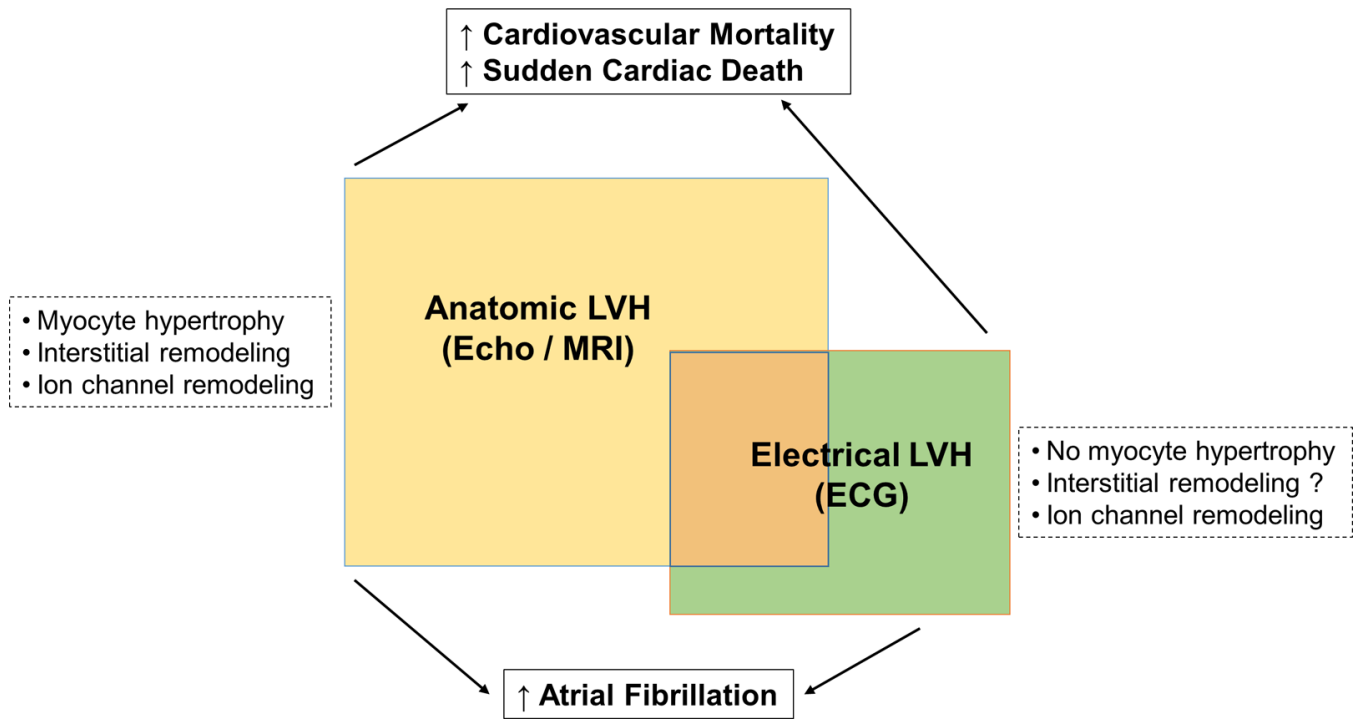 ↑ Cardiovascular Mortality
↑ Sudden Cardiac Death
Anatomic LVH
(Echo / MRI)
• Myocyte hypertrophy
• Interstitial remodeling
• Ion channel remodeling
Electrical LVH
(ECG)
• No myocyte hypertrophy
• Interstitial remodeling ?
• Ion channel remodeling
↑ Atrial Fibrillation